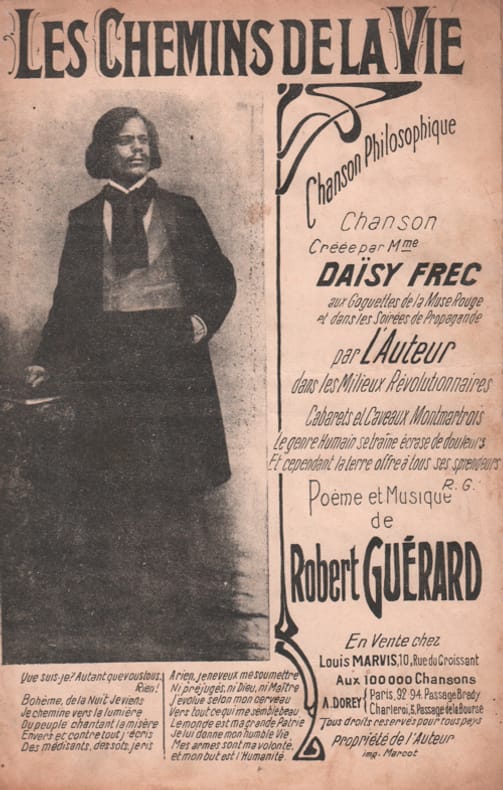 LES CHEMINS DE LA VIE
Chanson Philosophique
Chanson
Créée par Mme
DAÏSY FREC
aux Goguettes de la Muse Rouge
et dans les Soirées de Propagande
par L'Auteur
dans les Milieux Révolutionnaires
Cabarets et Caveaux Montmartrois
Le genre Humain se traîne écrasé de douleurs
Et cependant la terre offre à tous ses splendeurs
R. G.
Poème et Musique
de
Robert GUÉRARD
En Vente chez
Louis MARVIS, 10, Rue du Croissant
Aux 100 000 Chansons
A. DOREY { Paris, 92-94, Passage Brady
Charleroi, 5, Passage de la Bourse
Tous droits reservés pour tous pays
Propriété de l'Auteur
img. Marcot
Que suis-je? Autant que vous tous,
Rien!
Bohème, de la Nuit je viens
Je chemine vers la lumière
Du peuple chantant la misère
Envers et contre tout j'écris
Des médisants, des sots, je ris
A rien, je ne veux me soumettre
Ni préjugés, ni Dieu, ni Maître
J'évolue selon mon cerveau
Vers tout ce qui me semble beau
Le monde est ma grande Patrie
Je lui donne mon humble Vie,
Mes armes sont ma volonté,
et mon but est l'Humanité.